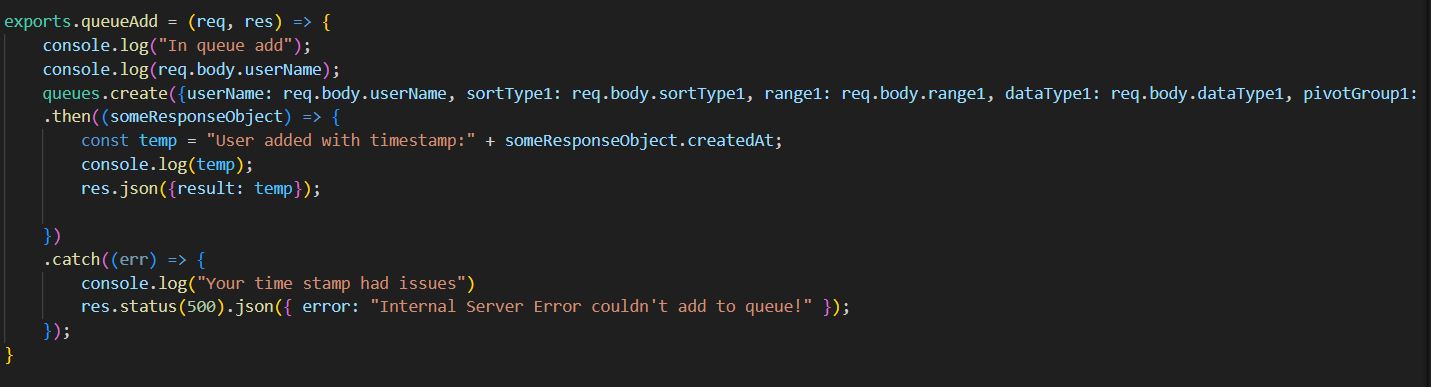 exports.queueAdd = (req, res) => {
    console.log("In queue add");
    console.log(req.body.userName);
    queues.create({userName: req.body.userName, sortType1: req.body.sortType1, range1: req.body.range1, dataType1: req.body.dataType1, pivotGroup1:
    .then((someResponseObject) => {
        const temp = "User added with timestamp:" + someResponseObject.createdAt;
        console.log(temp);
        res.json({result: temp});
    })
    .catch((err) => {
        console.log("Your time stamp had issues")
        res.status(500).json({ error: "Internal Server Error couldn't add to queue!" });
    });
}